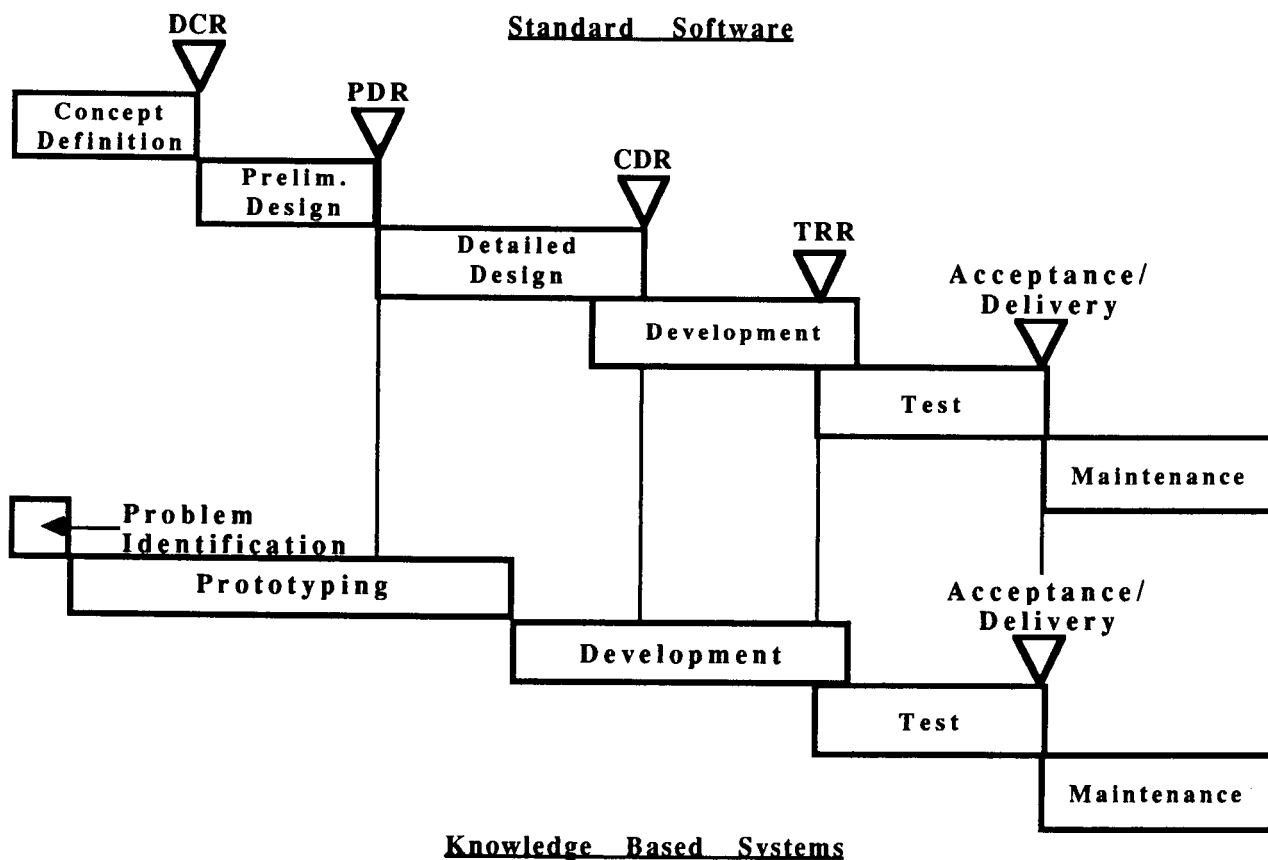 Standard Software
DCR
Concept
Definition
PDR
Prelim.
Design
CDR
Detailed
Design
TRR
Development
Acceptance/
Delivery
Test
Maintenance
Problem
Identification
Prototyping
Development
Acceptance/
Delivery
Test
Maintenance
Knowledge Based Systems